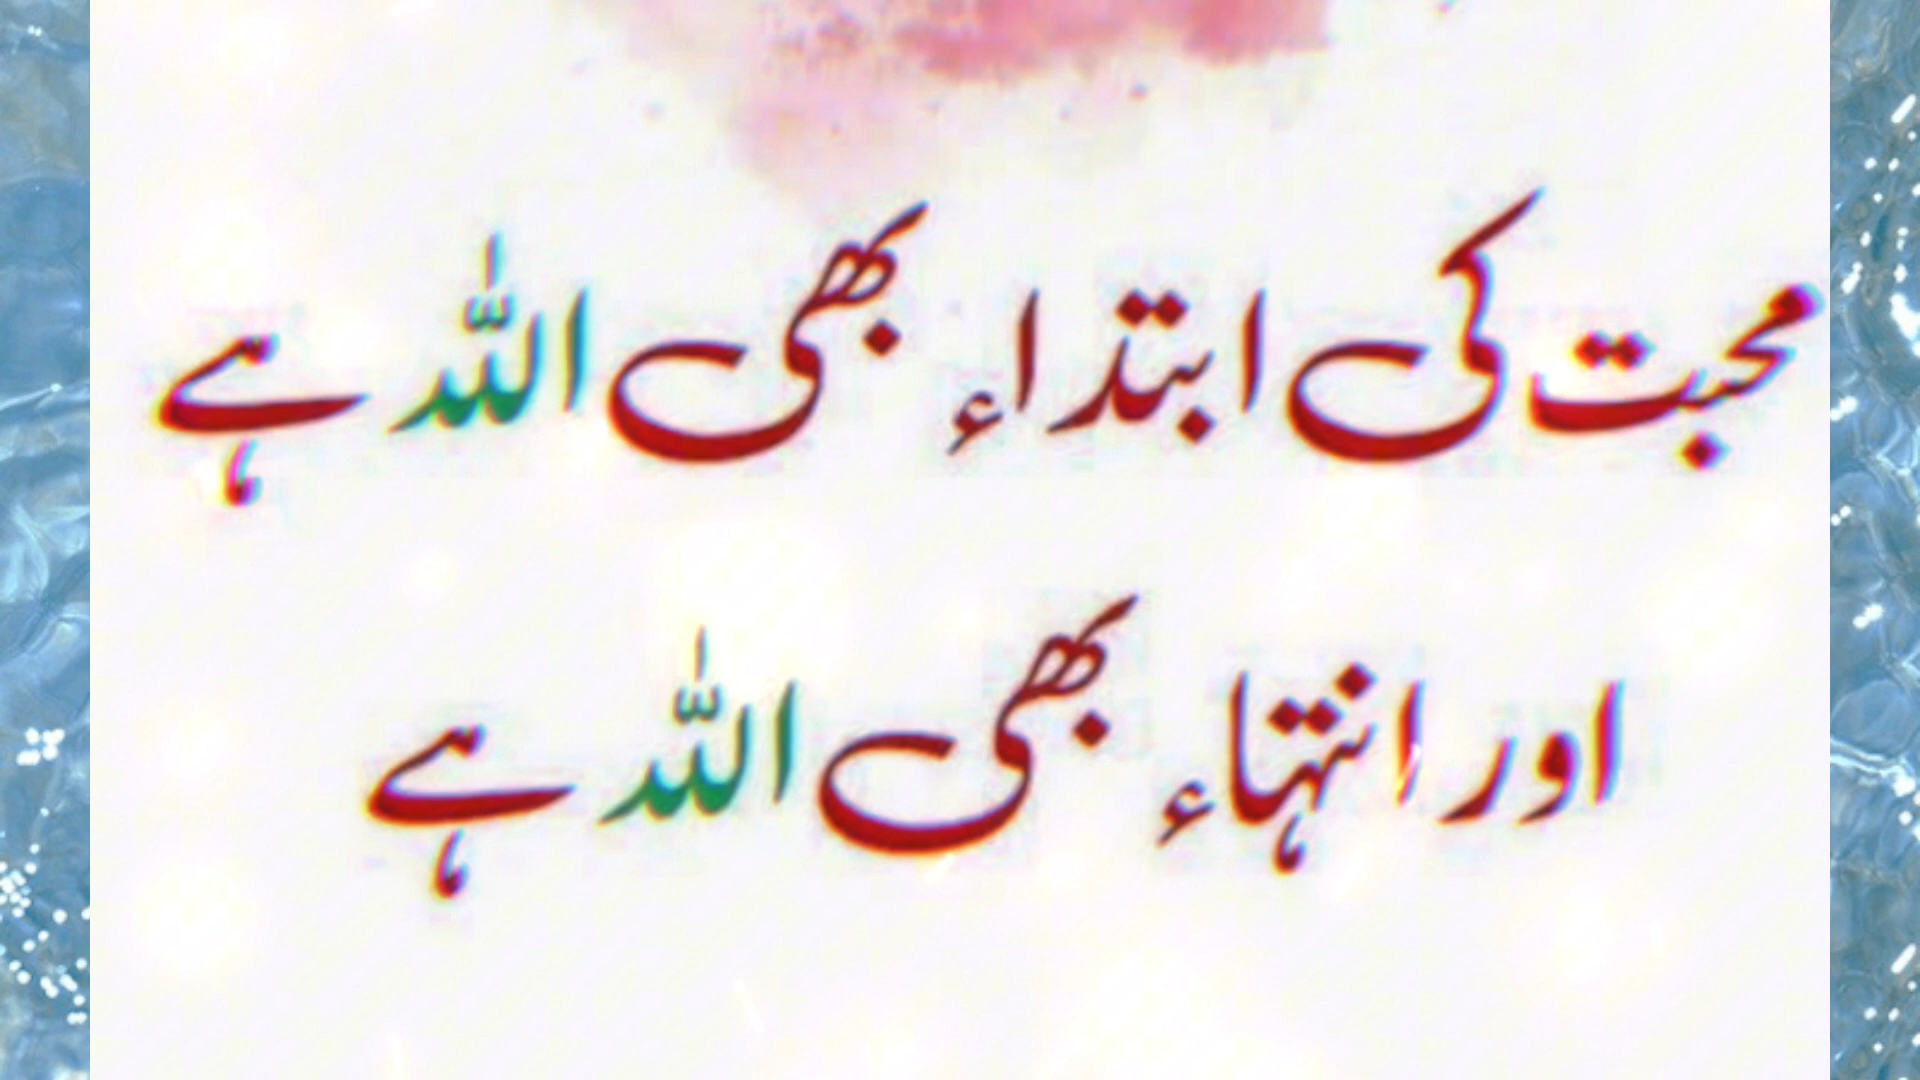 محبت کی ابتداء بھی اللہ ہے
اور انتہاء بھی اللہ ہے